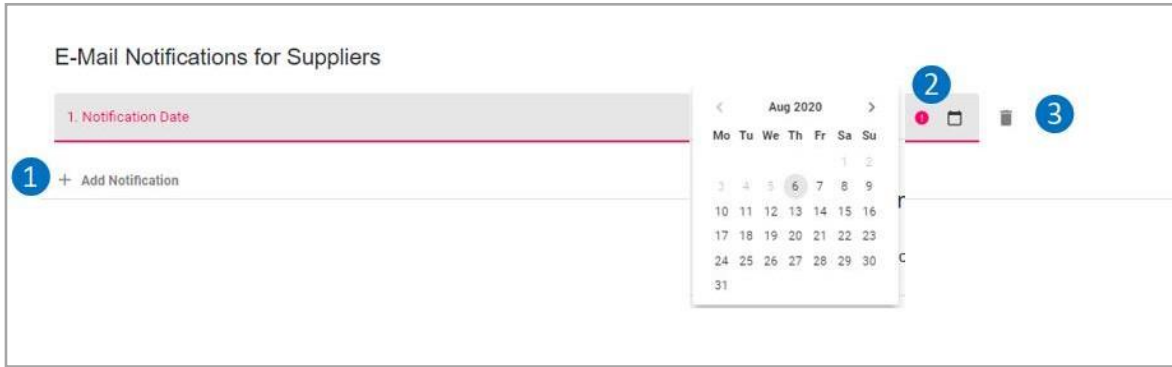 E-Mail Notifications for Suppliers
2
1. Notification Date
Aug 2020
3
Mo Tu We Th Fr Sa Su
1 2
1
+ Add Notification
3 4 5 6 7 8 9
10 11 12 13 14 15 16
17 18 19 20 21 22 23
24 25 26 27 28 29 30
31